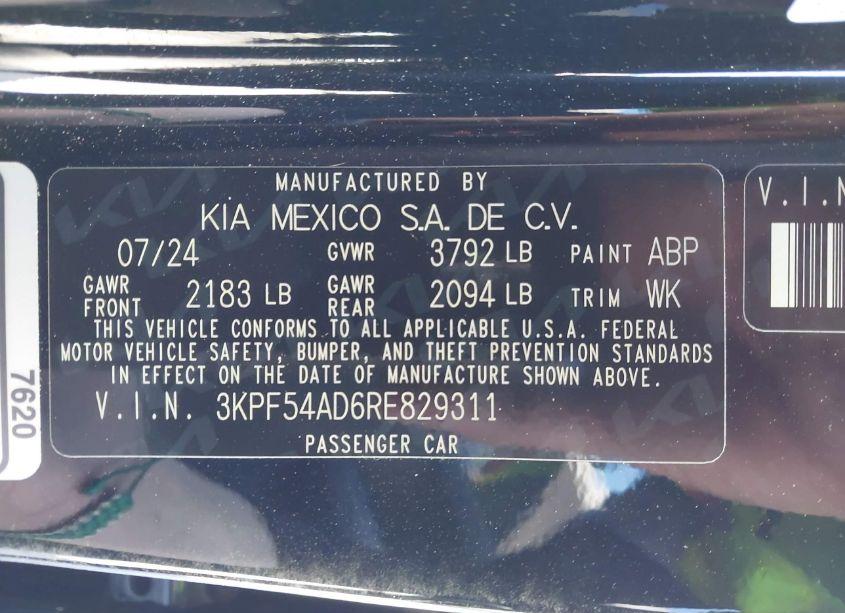 MANUFACTURED BY
KIA MEXICO S.A. DE C.V.
07/24 GVWR 3792 LB PAINT ABP
GAWR FRONT 2183 LB GAWR REAR 2094 LB TRIM WK
THIS VEHICLE CONFORMS TO ALL APPLICABLE U.S.A. FEDERAL
MOTOR VEHICLE SAFETY, BUMPER, AND THEFT PREVENTION STANDARDS
IN EFFECT ON THE DATE OF MANUFACTURE SHOWN ABOVE.
V.I.N. 3KPF54AD6RE829311
PASSENGER CAR
7620
V.I.N